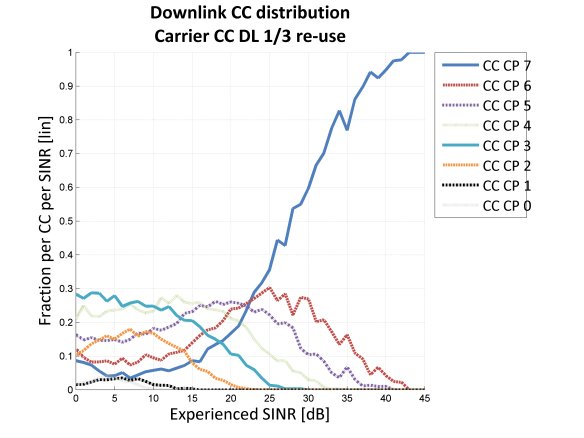 Downlink CC distribution
Carrier CC DL 1/3 re-use
Fraction per CC per SINR [lin]
1
0.9
0.8
0.7
0.6
0.5
0.4
0.3
0.2
0.1
0
0
5
10
15
20
25
30
35
40
45
Experienced SINR [dB]
CC CP 7
CC CP 6
CC CP 5
CC CP 4
CC CP 3
CC CP 2
CC CP 1
CC CP 0